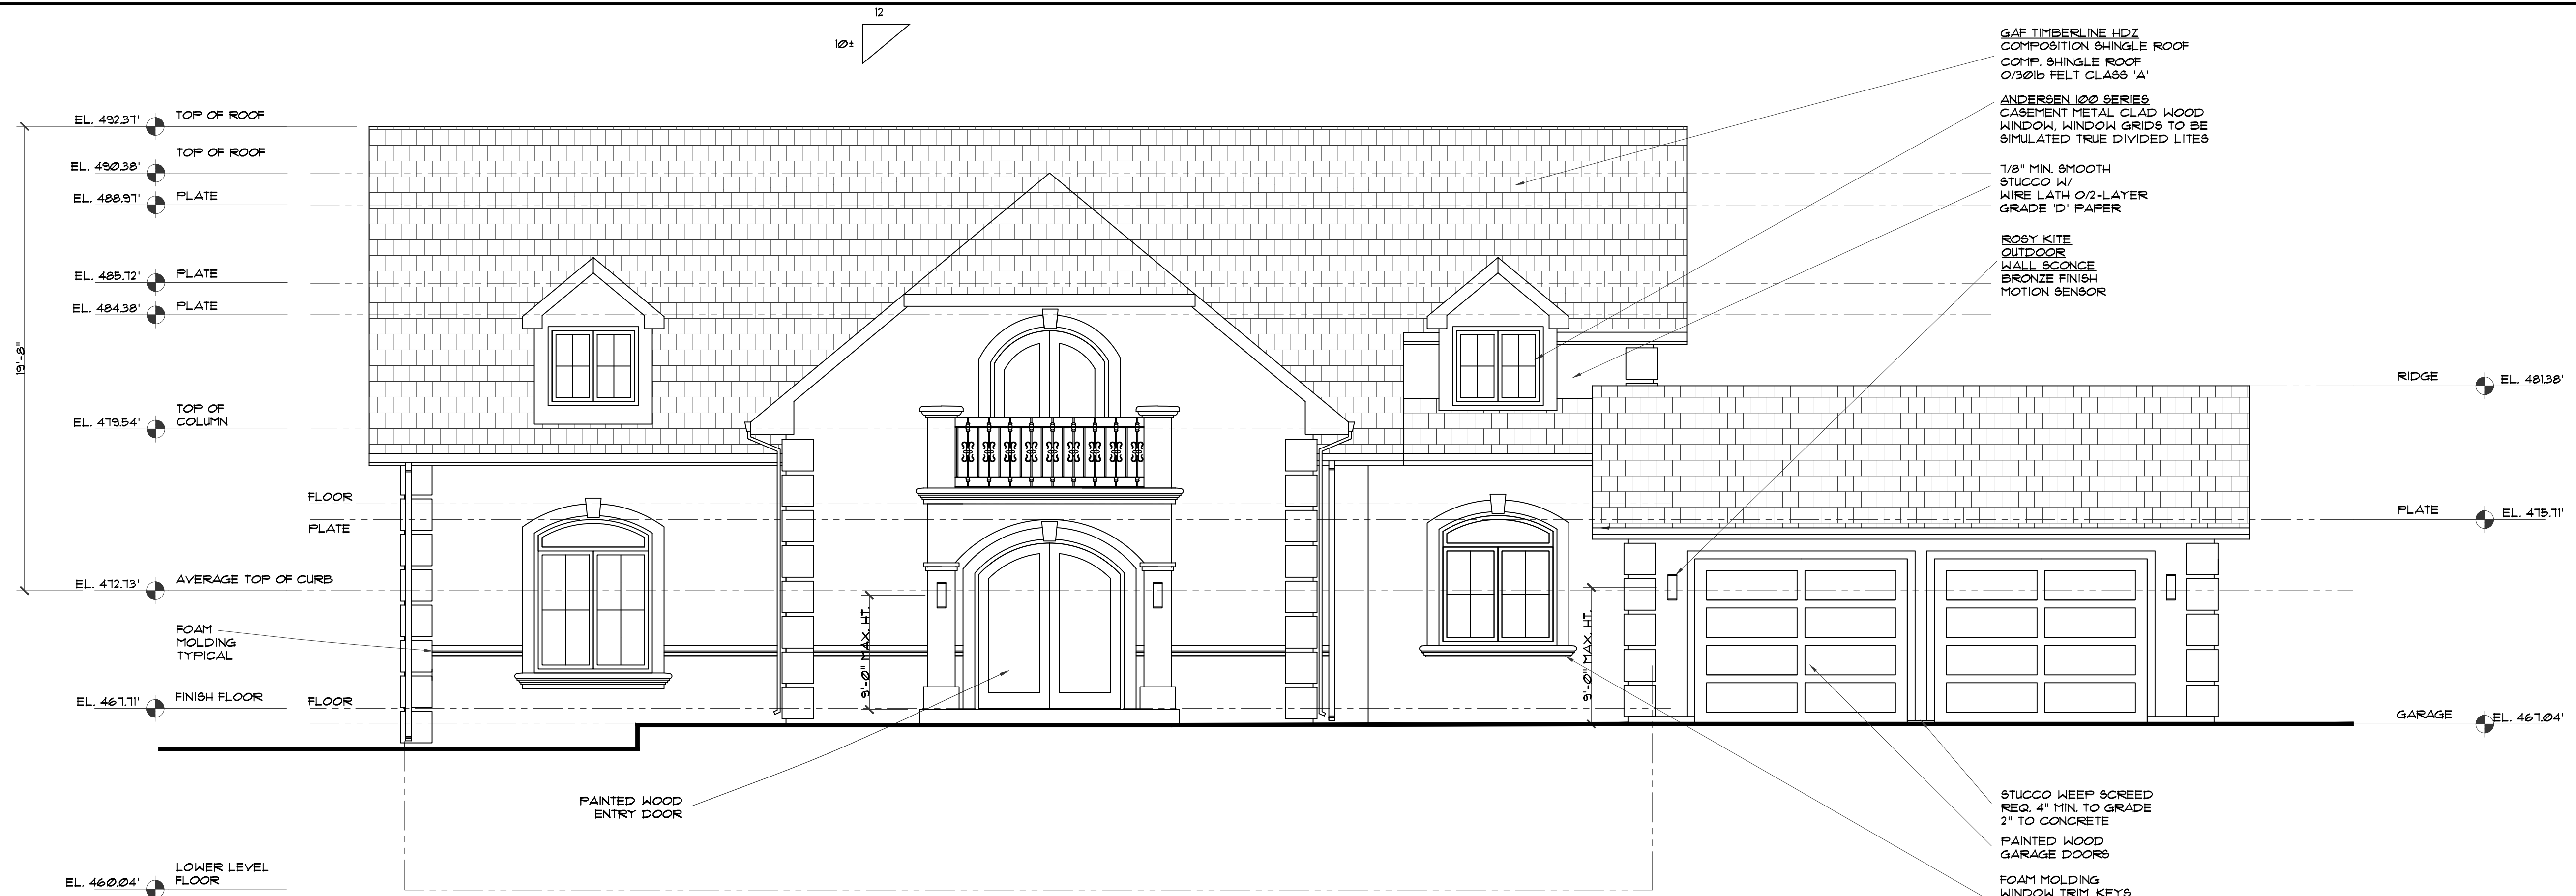 12
10±
GAF TIMBERLINE HDZ
COMPOSITION SHINGLE ROOF
COMP. SHINGLE ROOF
O/30lb FELT CLASS 'A'
ANDERSEN 100 SERIES
CASEMENT METAL CLAD WOOD
WINDOW, WINDOW GRIDS TO BE
SIMULATED TRUE DIVIDED LITES
7/8" MIN. SMOOTH
STUCCO W/
WIRE LATH O/2-LAYER
GRADE 'D' PAPER
ROSY KITE
OUTDOOR
WALL SCONCE
BRONZE FINISH
MOTION SENSOR
EL. 492.37' TOP OF ROOF
TOP OF ROOF
EL. 490.38'
EL. 488.97' PLATE
EL. 485.72' PLATE
EL. 484.38' PLATE
19'-8"
TOP OF
EL. 479.54' COLUMN
FLOOR
PLATE
EL. 472.73' AVERAGE TOP OF CURB
FOAM
MOLDING
TYPICAL
EL. 467.71' FINISH FLOOR
FLOOR
9'-0" MAX. HT.
9'-0" MAX. HT.
RIDGE EL. 481.38'
PLATE EL. 475.71'
GARAGE EL. 467.04'
PAINTED WOOD
ENTRY DOOR
STUCCO WEEP SCREED
REQ. 4" MIN. TO GRADE
2" TO CONCRETE
PAINTED WOOD
GARAGE DOORS
FOAM MOLDING
WINDOW TRIM, KEYS
LOWER LEVEL
EL. 460.04' FLOOR